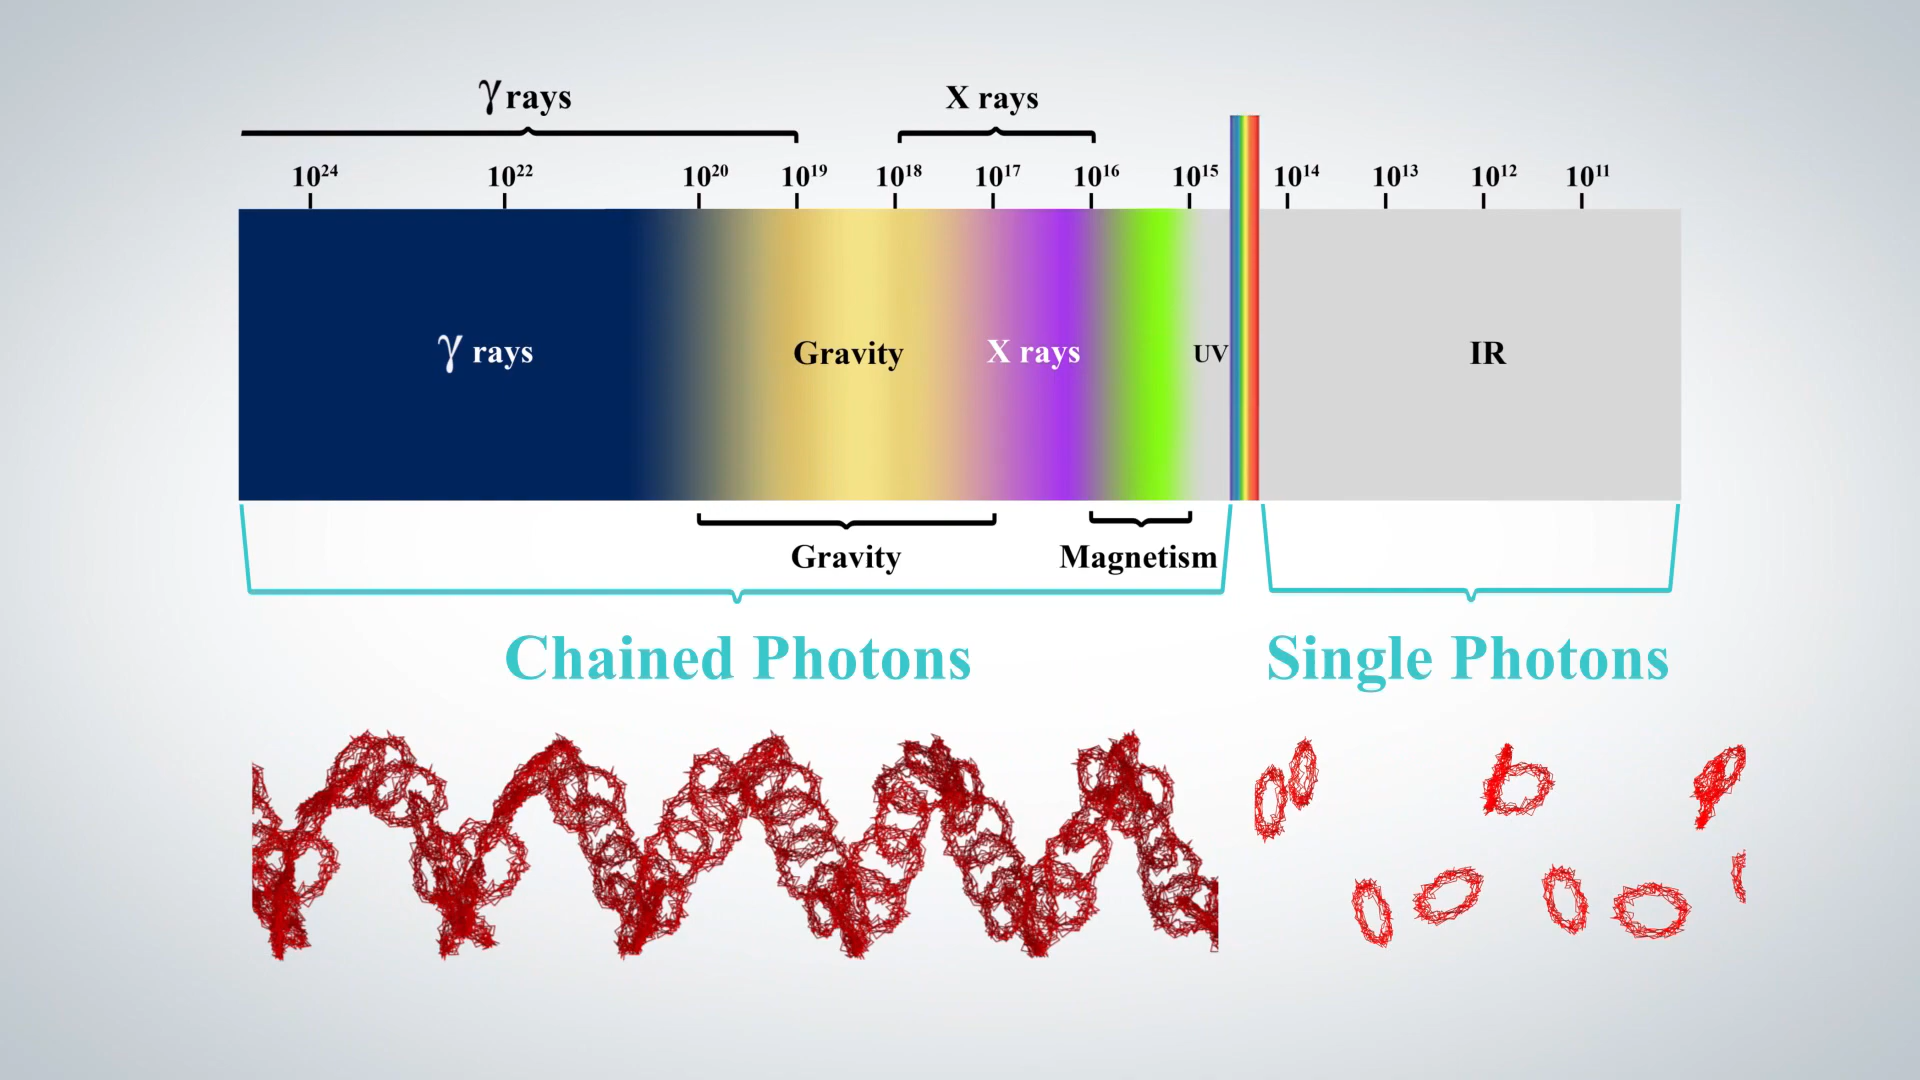 γ rays
X rays
10²⁴ 10²² 10²⁰ 10¹⁹ 10¹⁸ 10¹⁷ 10¹⁶ 10¹⁵ 10¹⁴ 10¹³ 10¹² 10¹¹
γ rays
Gravity
X rays
UV
IR
Gravity
Magnetism
Chained Photons
Single Photons